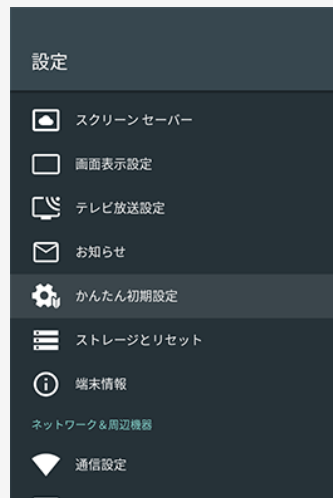 設定
スクリーン セーバー
画面表示設定
テレビ放送設定
お知らせ
かんたん初期設定
ストレージとリセット
端末情報
ネットワーク＆周辺機器
通信設定